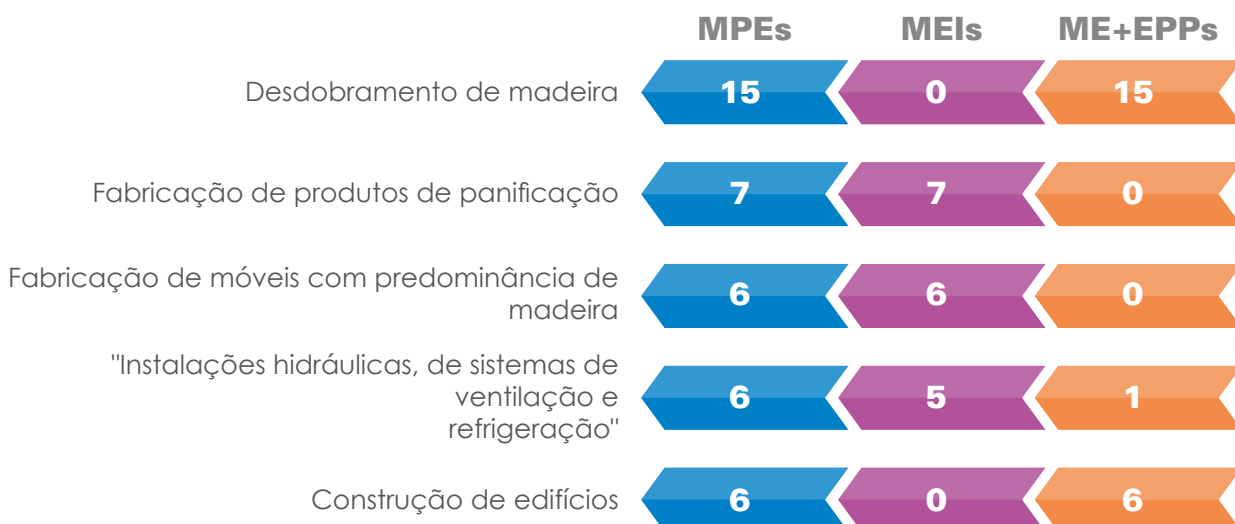 MPEs MEIs ME+EPPs
Desdobramento de madeira 15 0 15
Fabricação de produtos de panificação 7 7 0
Fabricação de móveis com predominância de
madeira 6 6 0
"Instalações hidráulicas, de sistemas de
ventilação e 6 5 1
refrigeração"
Construção de edifícios 6 0 6